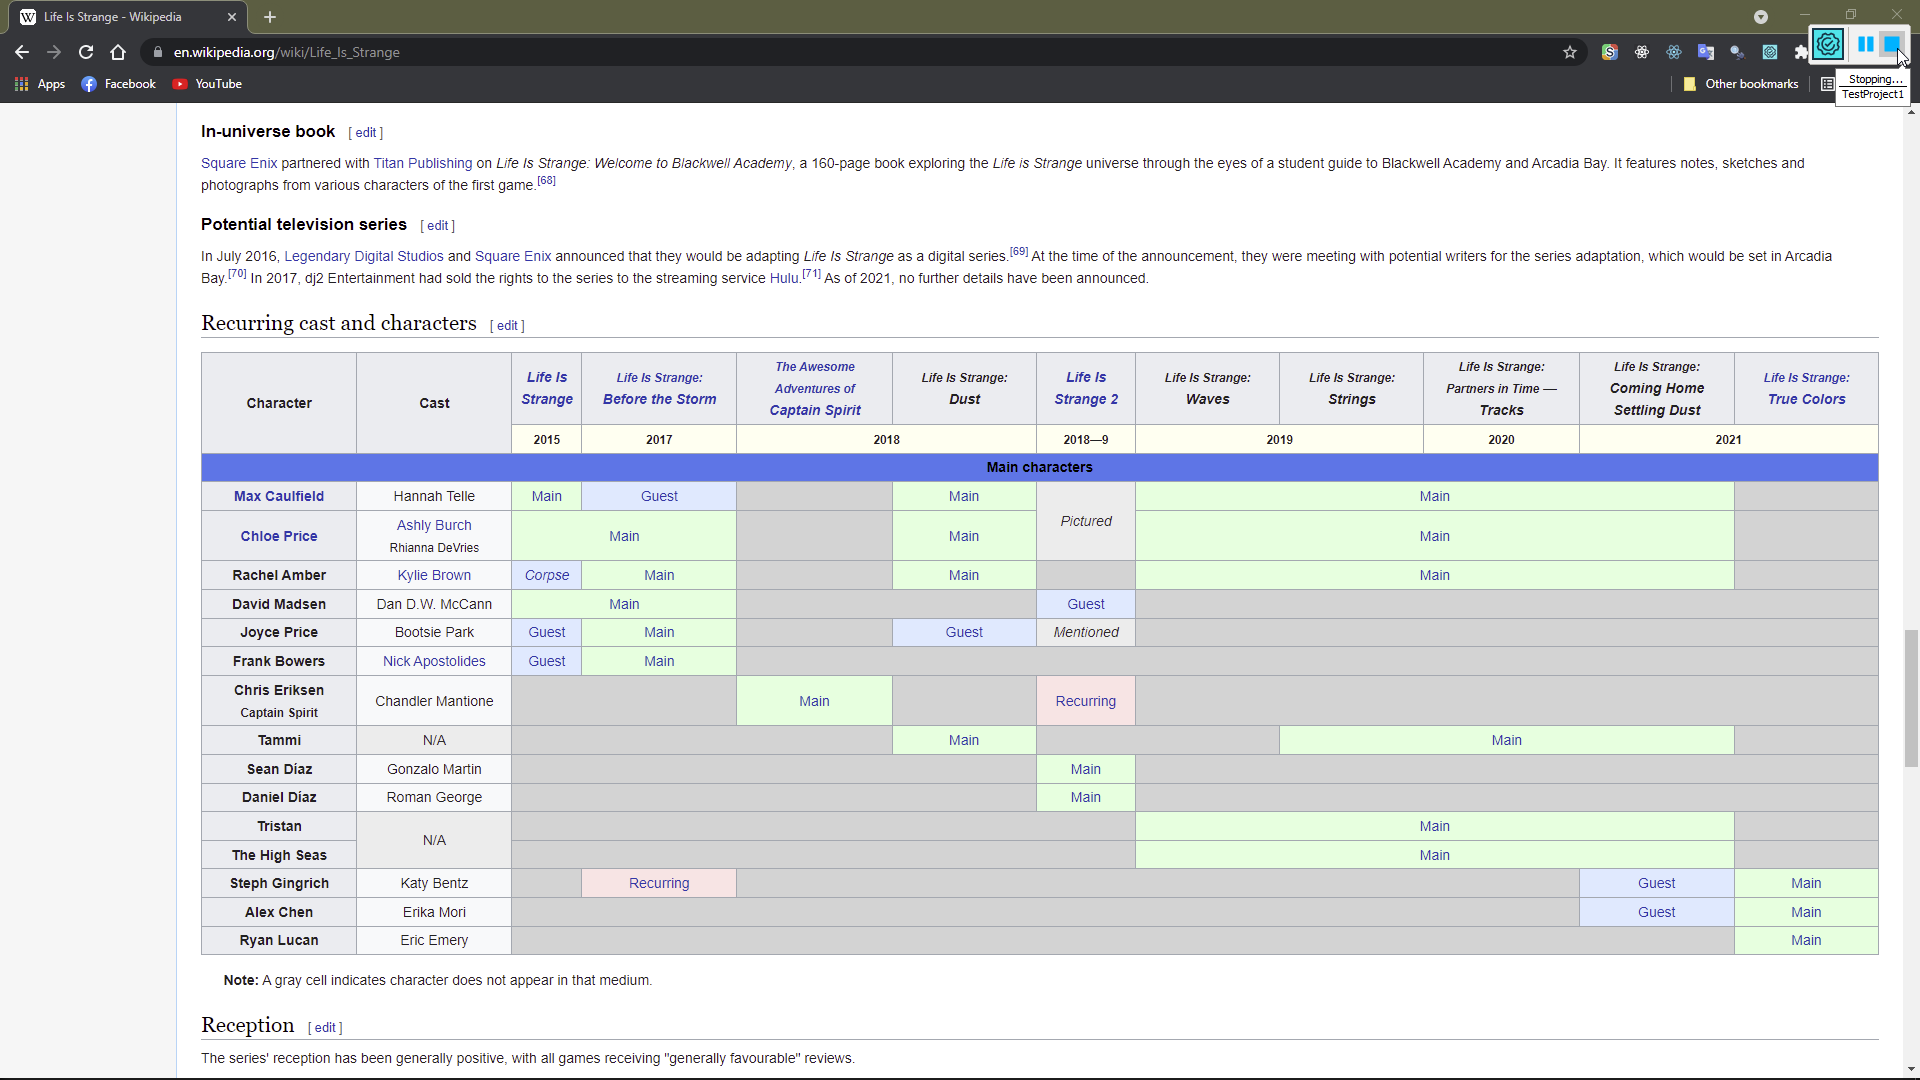 Life Is Strange - Wikipedia
en.wikipedia.org/wiki/Life_Is_Strange
Apps
Facebook
YouTube
Other bookmarks
Stopping...
TestProject1
In-universe book [ edit ]
Square Enix partnered with Titan Publishing on Life Is Strange: Welcome to Blackwell Academy, a 160-page book exploring the Life is Strange universe through the eyes of a student guide to Blackwell Academy and Arcadia Bay. It features notes, sketches and
photographs from various characters of the first game.[68]
Potential television series [ edit ]
In July 2016, Legendary Digital Studios and Square Enix announced that they would be adapting Life Is Strange as a digital series.[69] At the time of the announcement, they were meeting with potential writers for the series adaptation, which would be set in Arcadia
Bay.[70] In 2017, dj2 Entertainment had sold the rights to the series to the streaming service Hulu.[71] As of 2021, no further details have been announced.
Recurring cast and characters [ edit ]
Character
Cast
Life Is
Strange
Life Is Strange:
Before the Storm
The Awesome
Adventures of
Captain Spirit
Life Is Strange:
Dust
Life Is
Strange 2
Life Is Strange:
Waves
Life Is Strange:
Strings
Life Is Strange:
Partners in Time —
Tracks
Life Is Strange:
Coming Home
Settling Dust
Life Is Strange:
True Colors
2015 2017 2018 2018—9 2019 2020 2021
Main characters
Max Caulfield Hannah Telle Main Guest Main Pictured Main
Chloe Price Ashly Burch Main Main Main
Rhianna DeVries
Rachel Amber Kylie Brown Corpse Main Main Main
David Madsen Dan D.W. McCann Main Guest
Joyce Price Bootsie Park Guest Main Guest Mentioned
Frank Bowers Nick Apostolides Guest Main
Chris Eriksen Chandler Mantione Main Recurring
Captain Spirit
Tammi N/A Main Main
Sean Díaz Gonzalo Martin Main
Daniel Díaz Roman George Main
Tristan N/A Main
The High Seas Main
Steph Gingrich Katy Bentz Recurring Guest Main
Alex Chen Erika Mori Guest Main
Ryan Lucan Eric Emery Main
Note: A gray cell indicates character does not appear in that medium.
Reception [ edit ]
The series' reception has been generally positive, with all games receiving "generally favourable" reviews.